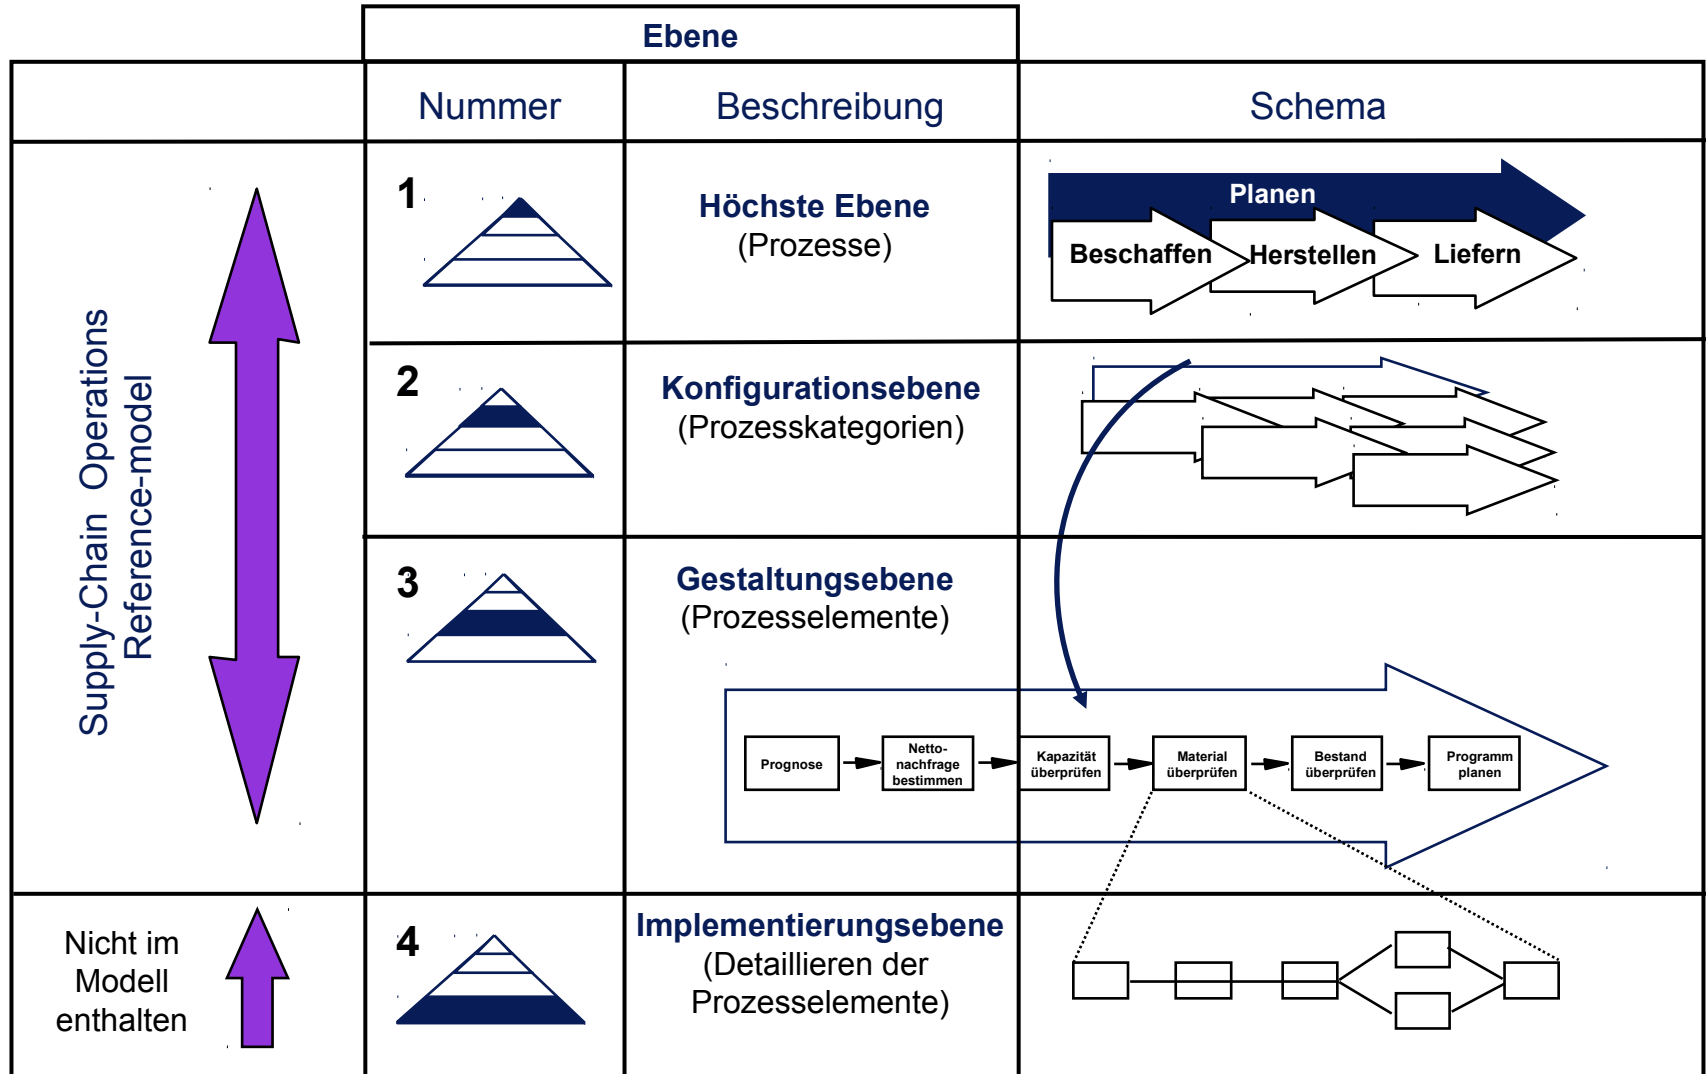 Ebene
Nummer
Beschreibung
Schema
Supply-Chain Operations
Reference-model
1
Höchste Ebene
(Prozesse)
Planen
Beschaffen
Herstellen
Liefern
2
Konfigurationsebene
(Prozesskategorien)
3
Gestaltungsebene
(Prozesselemente)
Prognose
Netto-
nachfrage
bestimmen
Kapazität
überprüfen
Material
überprüfen
Bestand
überprüfen
Programm
planen
Nicht im
Modell
enthalten
4
Implementierungsebene
(Detaillieren der
Prozesselemente)